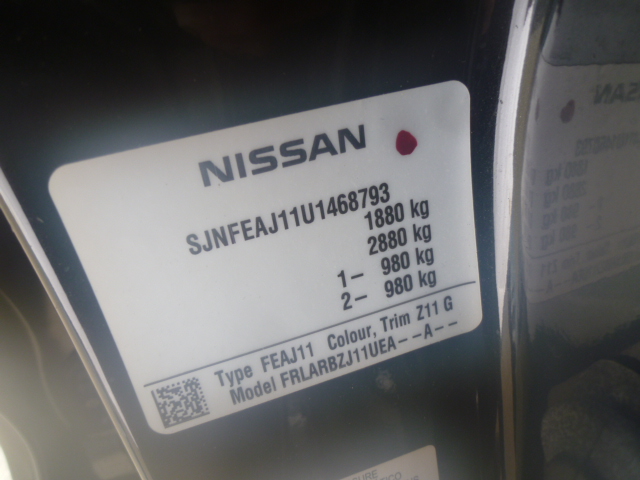 NISSAN
SJNFEAJ11U1468793
1880 kg
2880 kg
1- 980 kg
2- 980 kg
Type FEAJ11 Colour, Trim Z11 G
Model FRLARBZJ11UEA--A--